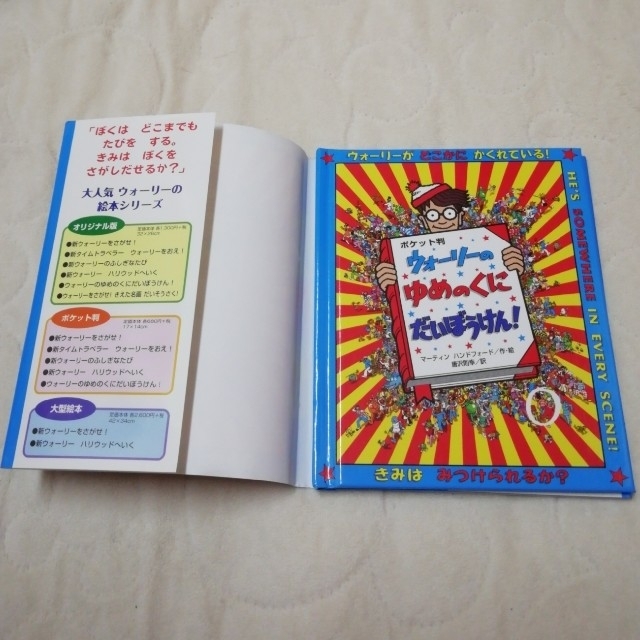 「ぼくは どこまでも
たびを する。
きみは ぼくを
さがしだせるか?」
大人気 ウォーリーの
絵本シリーズ
オリジナル版
●新ウォーリーをさがせ!
●新タイムトラベラー ウォーリーをおえ!
●新ウォーリーのふしぎなたび
●新ウォーリー ハリウッドへいく
●ウォーリーのゆめのくにだいぼうけん!
●ウォーリーをさがせ! きえた名画 だいそうさく!
ポケット判
17×14cm
●新ウォーリーをさがせ!
●新タイムトラベラー ウォーリーをおえ!
●新ウォーリーのふしぎなたび
●新ウォーリー ハリウッドへいく
●ウォーリーのゆめのくにだいぼうけん!
大型絵本
●新ウォーリーをさがせ!
●新ウォーリー ハリウッドへいく
ウォーリーが どこかに かくれている!
HE'S SOMEWHERE IN EVERY SCENE!
ポケット判
ウォーリーの
ゆめのくに
だいぼうけん!
マーティン ハンドフォード/作・絵
唐沢則幸/訳
きみは みつけられるか?